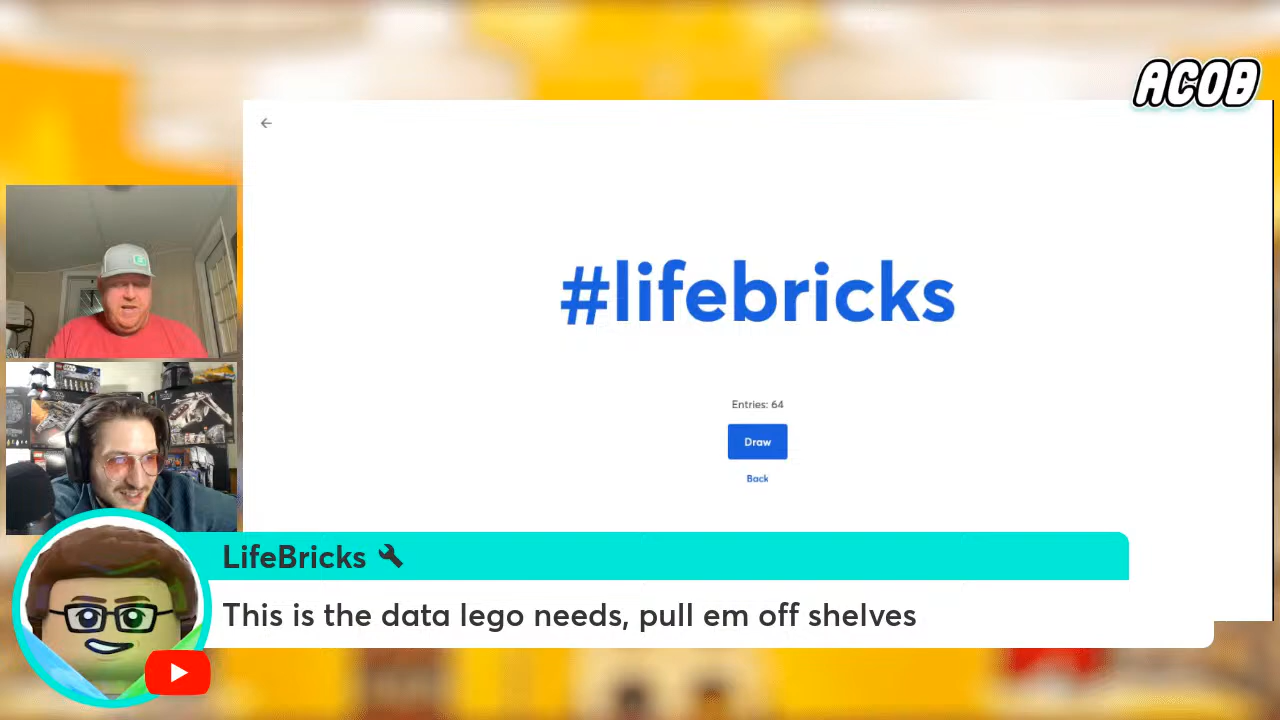 ACOB
#lifebricks
Entries: 64
Draw
Back
LifeBricks
This is the data lego needs, pull em off shelves